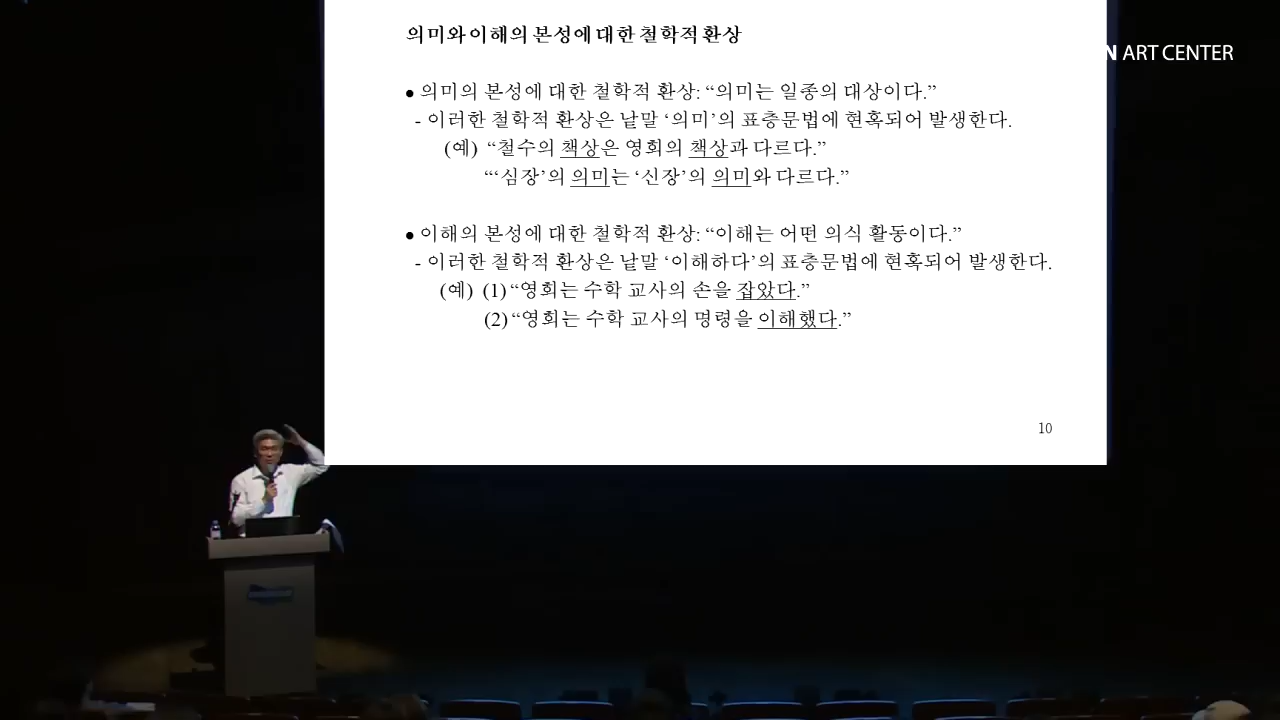 의미와 이해의 본성에 대한 철학적 환상
N ART CENTER
• 의미의 본성에 대한 철학적 환상: “의미는 일종의 대상이다.”
- 이러한 철학적 환상은 낱말 ‘의미’의 표층문법에 현혹되어 발생한다.
(예) “철수의 책상은 영희의 책상과 다르다.”
“‘심장’의 의미는 ‘신장’의 의미와 다르다.”
• 이해의 본성에 대한 철학적 환상: “이해는 어떤 의식 활동이다.”
- 이러한 철학적 환상은 낱말 ‘이해하다’의 표층문법에 현혹되어 발생한다.
(예) (1) “영희는 수학 교사의 손을 잡았다.”
(2) “영희는 수학 교사의 명령을 이해했다.”
10